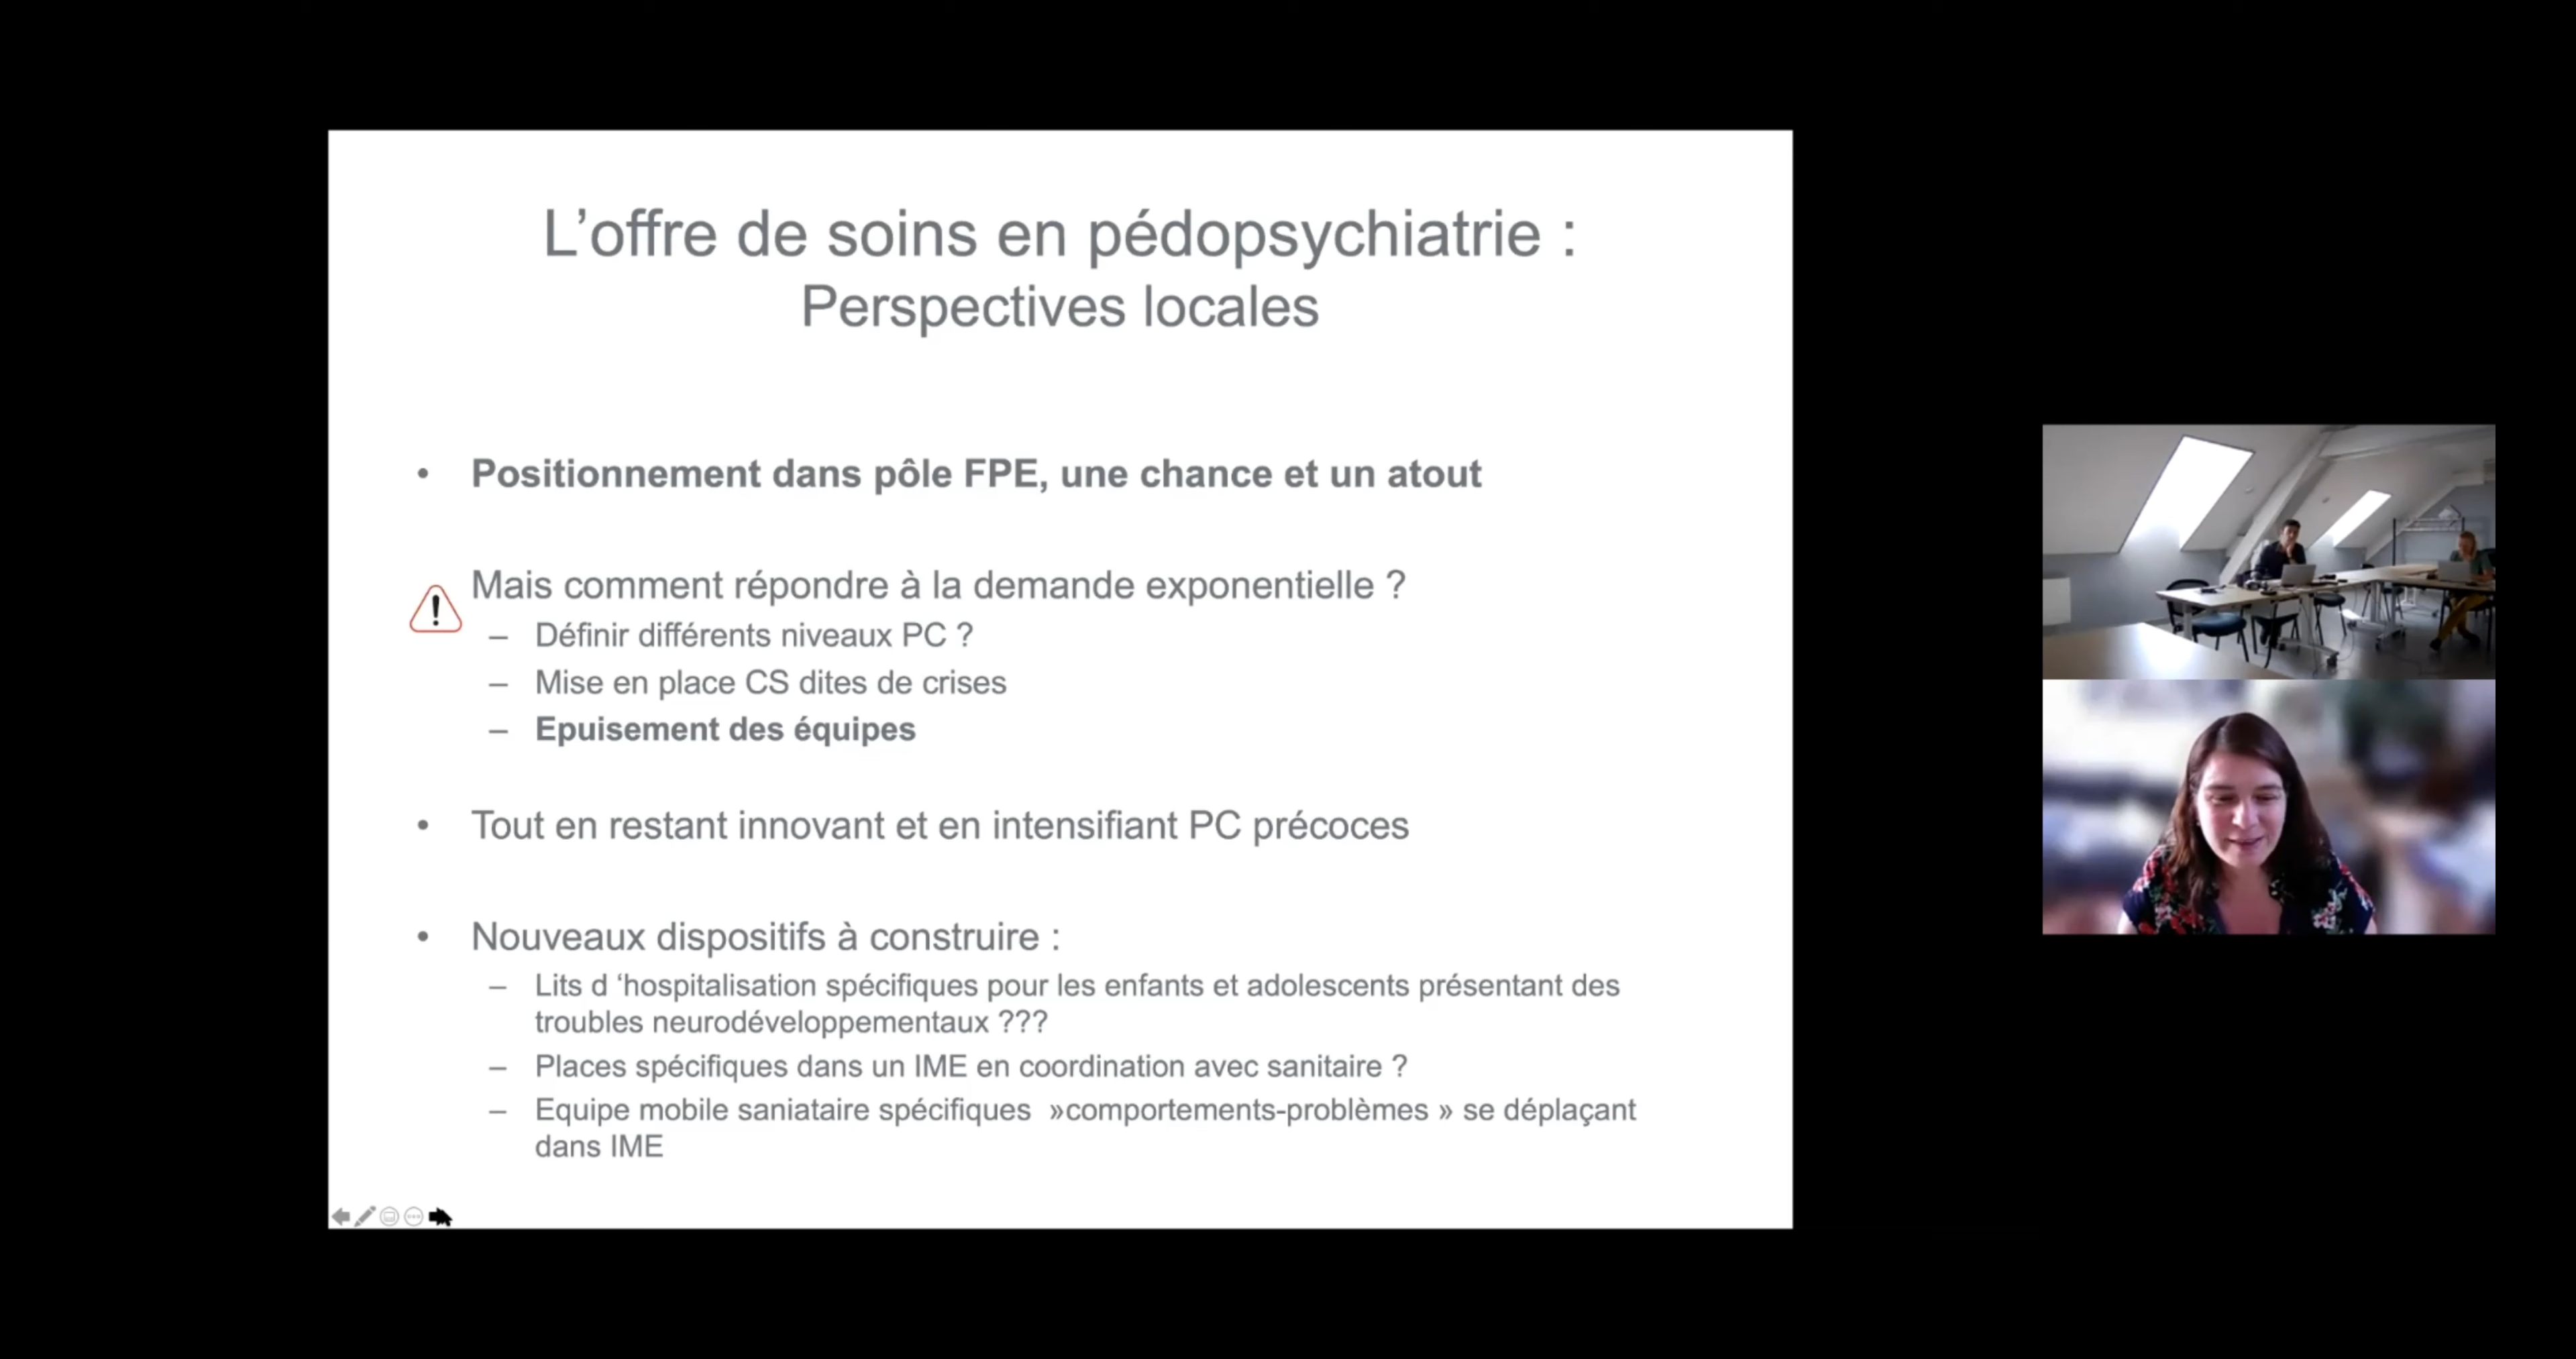 L’offre de soins en pédopsychiatrie :
Perspectives locales
• Positionnement dans pôle FPE, une chance et un atout
Mais comment répondre à la demande exponentielle ?
– Définir différents niveaux PC ?
– Mise en place CS dites de crises
– Epuisement des équipes
• Tout en restant innovant et en intensifiant PC précoces
• Nouveaux dispositifs à construire :
– Lits d ‘hospitalisation spécifiques pour les enfants et adolescents présentant des
troubles neurodéveloppementaux ???
– Places spécifiques dans un IME en coordination avec sanitaire ?
– Equipe mobile saniataire spécifiques »comportements-problèmes » se déplaçant
dans IME